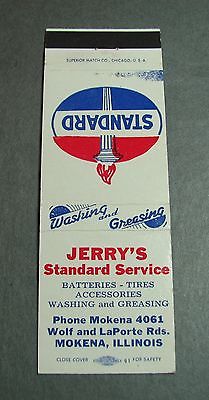 SUPERIOR MATCH CO., CHICAGO, U.S.A.
STANDARD
Washing and Greasing
JERRY'S
Standard Service
BATTERIES - TIRES
ACCESSORIES
WASHING and GREASING
Phone Mokena 4061
Wolf and LaPorte Rds.
MOKENA, ILLINOIS
CLOSE COVER FOR SAFETY